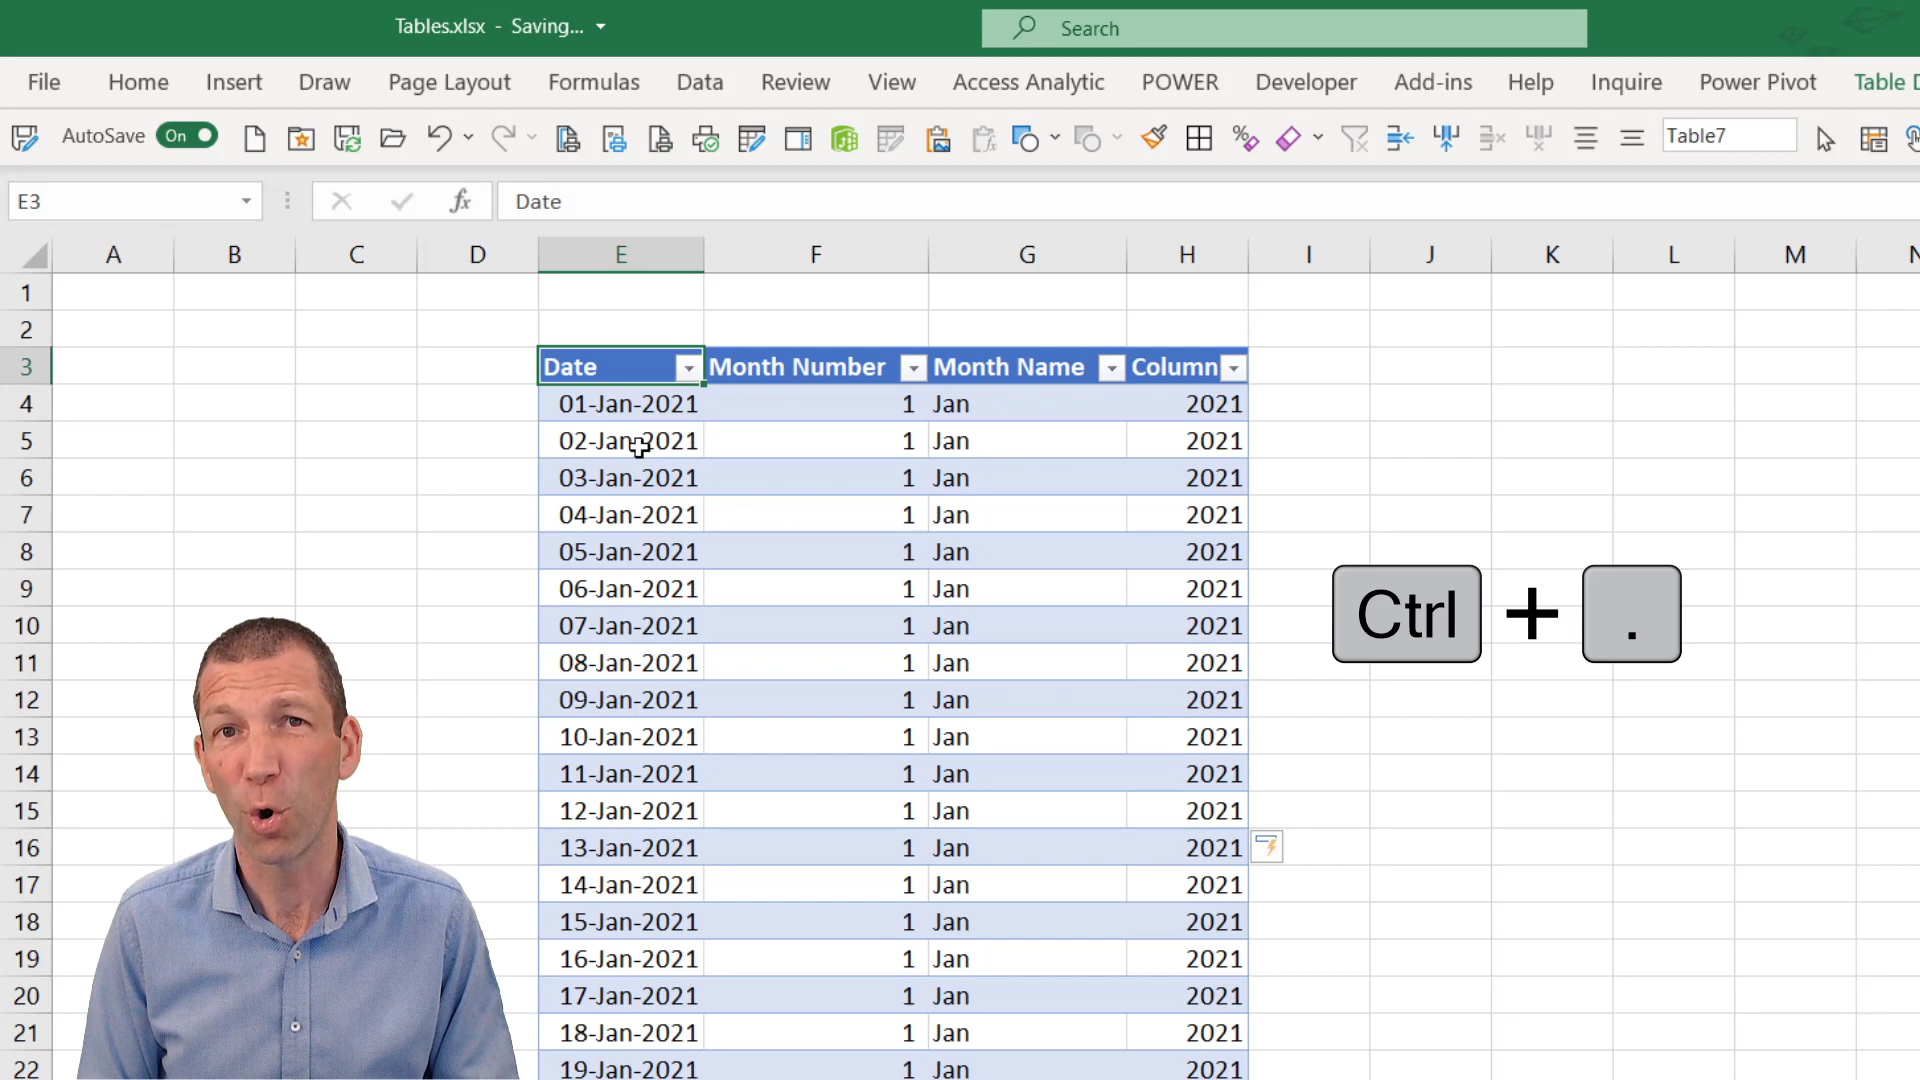 Tables.xlsx - Saving...
Search
File Home Insert Draw Page Layout Formulas Data Review View Access Analytic POWER Developer Add-ins Help Inquire Power Pivot Table D
AutoSave On Table7
E3 fx Date
A B C D E F G H I J K L M N
1
2
3 Date Month Number Month Name Column
4 01-Jan-2021 1 Jan 2021
5 02-Jan-2021 1 Jan 2021
6 03-Jan-2021 1 Jan 2021
7 04-Jan-2021 1 Jan 2021
8 05-Jan-2021 1 Jan 2021
9 06-Jan-2021 1 Jan 2021
10 07-Jan-2021 1 Jan 2021
11 08-Jan-2021 1 Jan 2021
12 09-Jan-2021 1 Jan 2021
13 10-Jan-2021 1 Jan 2021
14 11-Jan-2021 1 Jan 2021
15 12-Jan-2021 1 Jan 2021
16 13-Jan-2021 1 Jan 2021
17 14-Jan-2021 1 Jan 2021
18 15-Jan-2021 1 Jan 2021
19 16-Jan-2021 1 Jan 2021
20 17-Jan-2021 1 Jan 2021
21 18-Jan-2021 1 Jan 2021
22 19-Jan-2021 1 Jan 2021
Ctrl + .